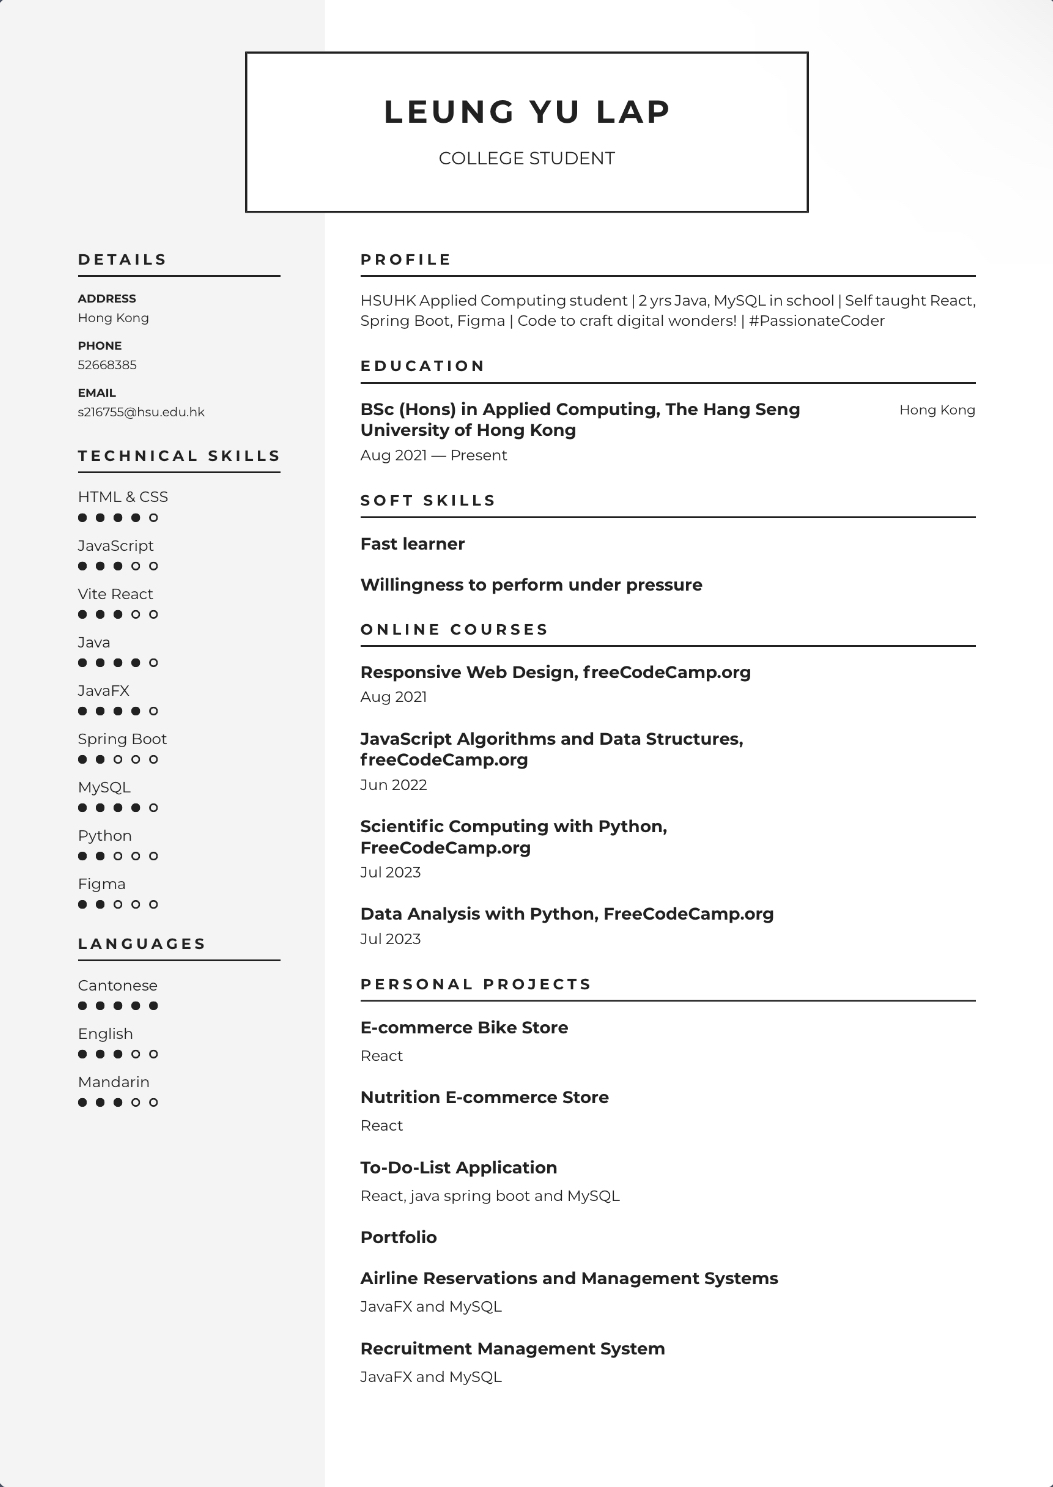 LEUNG YU LAP
COLLEGE STUDENT
DETAILS
ADDRESS
Hong Kong
PHONE
52668385
EMAIL
s216755@hsu.edu.hk
TECHNICAL SKILLS
HTML & CSS
JavaScript
Vite React
Java
JavaFX
Spring Boot
MySQL
Python
Figma
LANGUAGES
Cantonese
English
Mandarin
PROFILE
HSUHK Applied Computing student | 2 yrs Java, MySQL in school | Self taught React,
Spring Boot, Figma | Code to craft digital wonders! | #PassionateCoder
EDUCATION
BSc (Hons) in Applied Computing, The Hang Seng
University of Hong Kong
Hong Kong
Aug 2021 — Present
SOFT SKILLS
Fast learner
Willingness to perform under pressure
ONLINE COURSES
Responsive Web Design, freeCodeCamp.org
Aug 2021
JavaScript Algorithms and Data Structures,
freeCodeCamp.org
Jun 2022
Scientific Computing with Python,
FreeCodeCamp.org
Jul 2023
Data Analysis with Python, FreeCodeCamp.org
Jul 2023
PERSONAL PROJECTS
E-commerce Bike Store
React
Nutrition E-commerce Store
React
To-Do-List Application
React, java spring boot and MySQL
Portfolio
Airline Reservations and Management Systems
JavaFX and MySQL
Recruitment Management System
JavaFX and MySQL